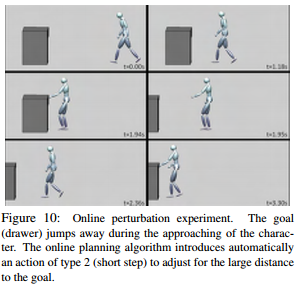 t=0.00s
t=1.18s
t=1.94s
t=1.95s
t=2.36s
t=3.30s
Figure 10: Online perturbation experiment. The goal
(drawer) jumps away during the approaching of the charac-
ter. The online planning algorithm introduces automatically
an action of type 2 (short step) to adjust for the large distance
to the goal.